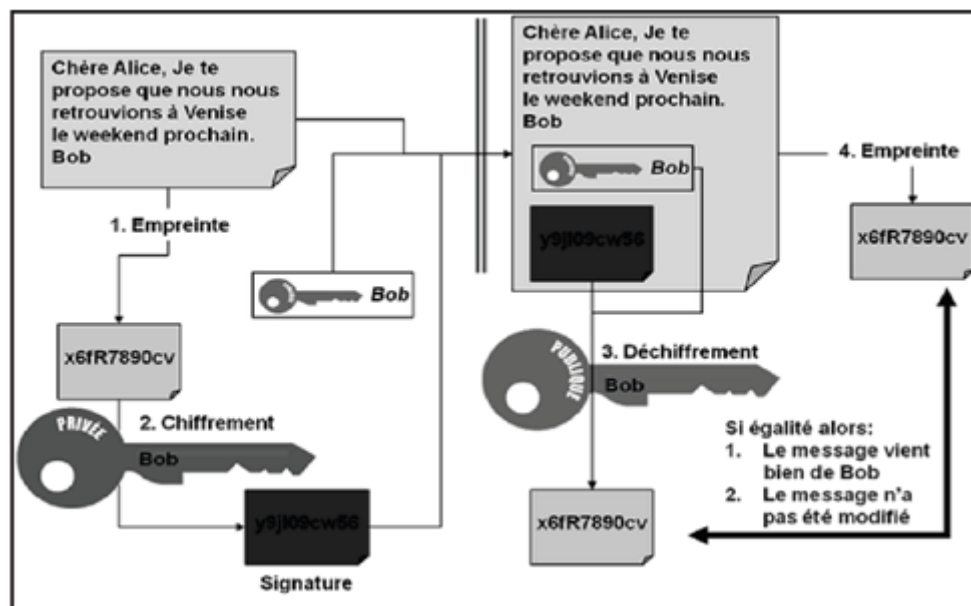 Chère Alice, Je te
propose que nous nous
retrouvions à Venise
le weekend prochain.
Bob
1. Empreinte
x6fR7890cv
PRIVÉE
2. Chiffrement
Bob
y9jl09cw56
Signature
Bob
Chère Alice, Je te
propose que nous nous
retrouvions à Venise
le weekend prochain.
Bob
Bob
y9jl09cw56
PUBLIQUE
3. Déchiffrement
Bob
x6fR7890cv
4. Empreinte
x6fR7890cv
Si égalité alors:
1. Le message vient
bien de Bob
2. Le message n'a
pas été modifié